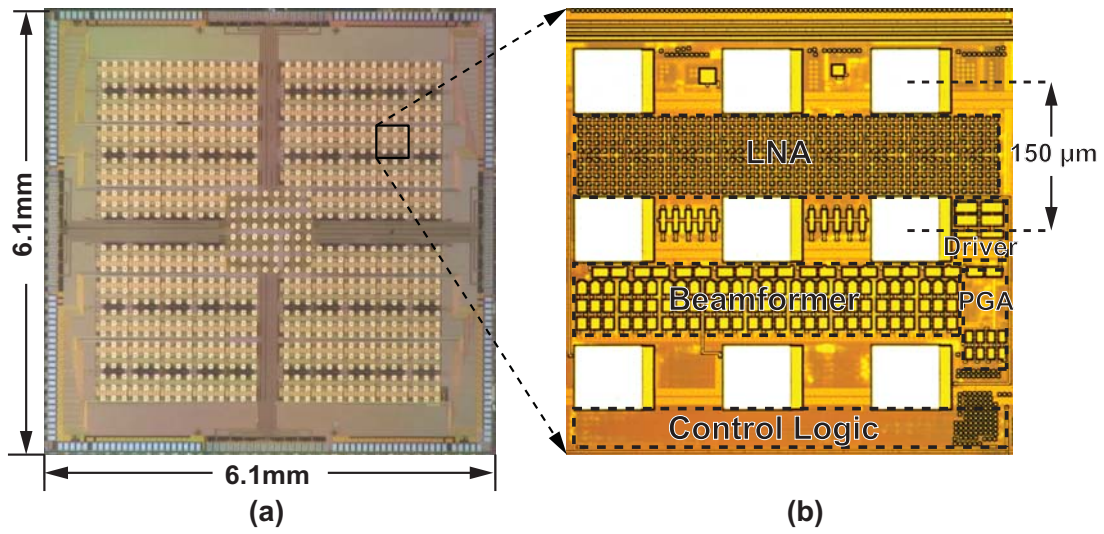 6.1mm
6.1mm
(a)
LNA
150 µm
Driver
Beamformer
PGA
Control Logic
(b)